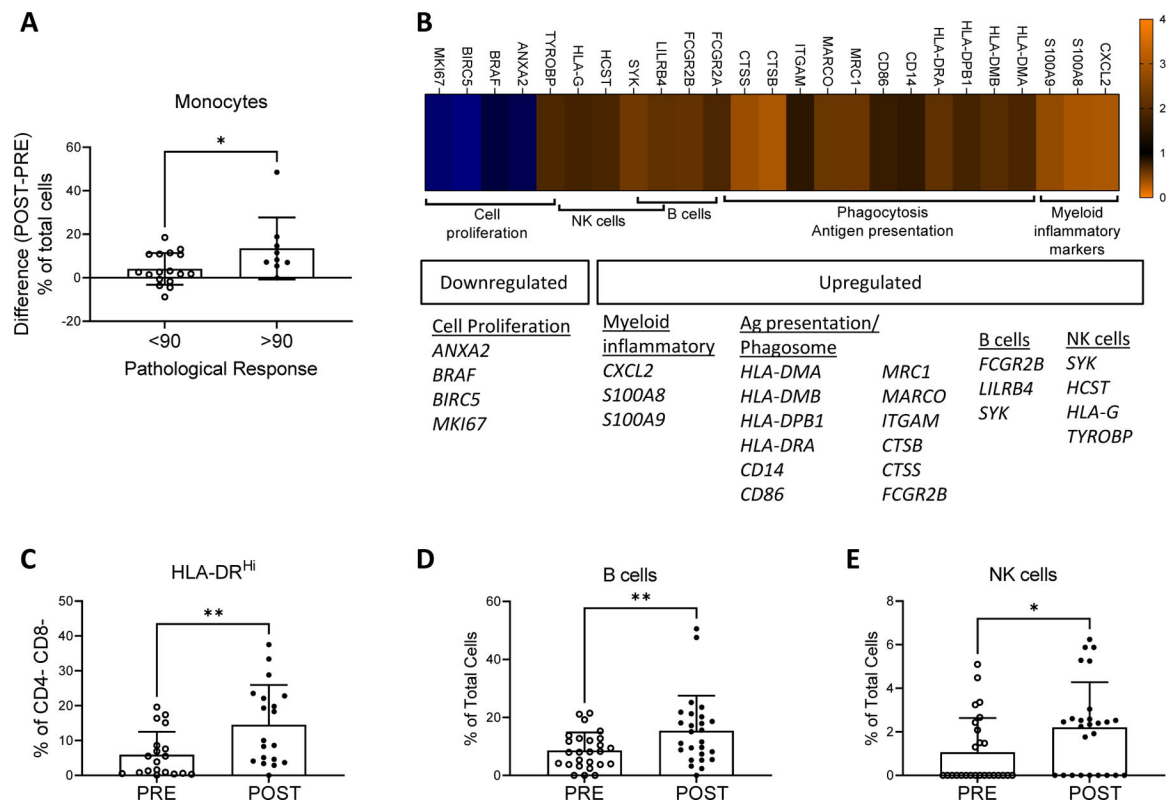 A
Monocytes
*
60
40
20
0
-20
Difference (POST-PRE)
% of total cells
<90
>90
Pathological Response
B
MKI67
BIRC5
BRAF
ANXA2
TYROBP
HLA-G
HCST
SYK
LILRB4
FCGR2B
FCGR2A
CTSS
CTSB
ITGAM
MARCO
MRC1
CD86
CD14
HLA-DRA
HLA-DPB1
HLA-DMB
HLA-DMA
S100A9
S100A8
CXCL2
4
3
2
1
0
Cell
proliferation
NK cells
B cells
Phagocytosis
Antigen presentation
Myeloid
inflammatory
markers
Downregulated
Upregulated
Cell Proliferation
ANXA2
BRAF
BIRC5
MKI67
Myeloid
inflammatory
CXCL2
S100A8
S100A9
Ag presentation/
Phagosome
HLA-DMA
HLA-DMB
HLA-DPB1
HLA-DRA
CD14
CD86
MRC1
MARCO
ITGAM
CTSB
CTSS
FCGR2B
B cells
FCGR2B
LILRB4
SYK
NK cells
SYK
HCST
HLA-G
TYROBP
C
HLA-DRHi
**
50
40
30
20
10
0
% of CD4- CD8-
PRE
POST
D
B cells
**
60
40
20
0
% of Total Cells
PRE
POST
E
NK cells
*
8
6
4
2
0
% of Total Cells
PRE
POST